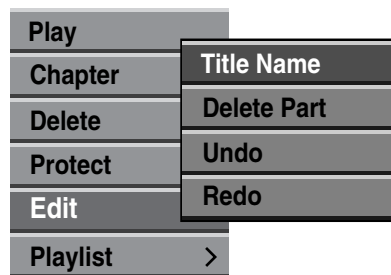 Play
Chapter
Delete
Protect
Edit
Playlist >
Title Name
Delete Part
Undo
Redo